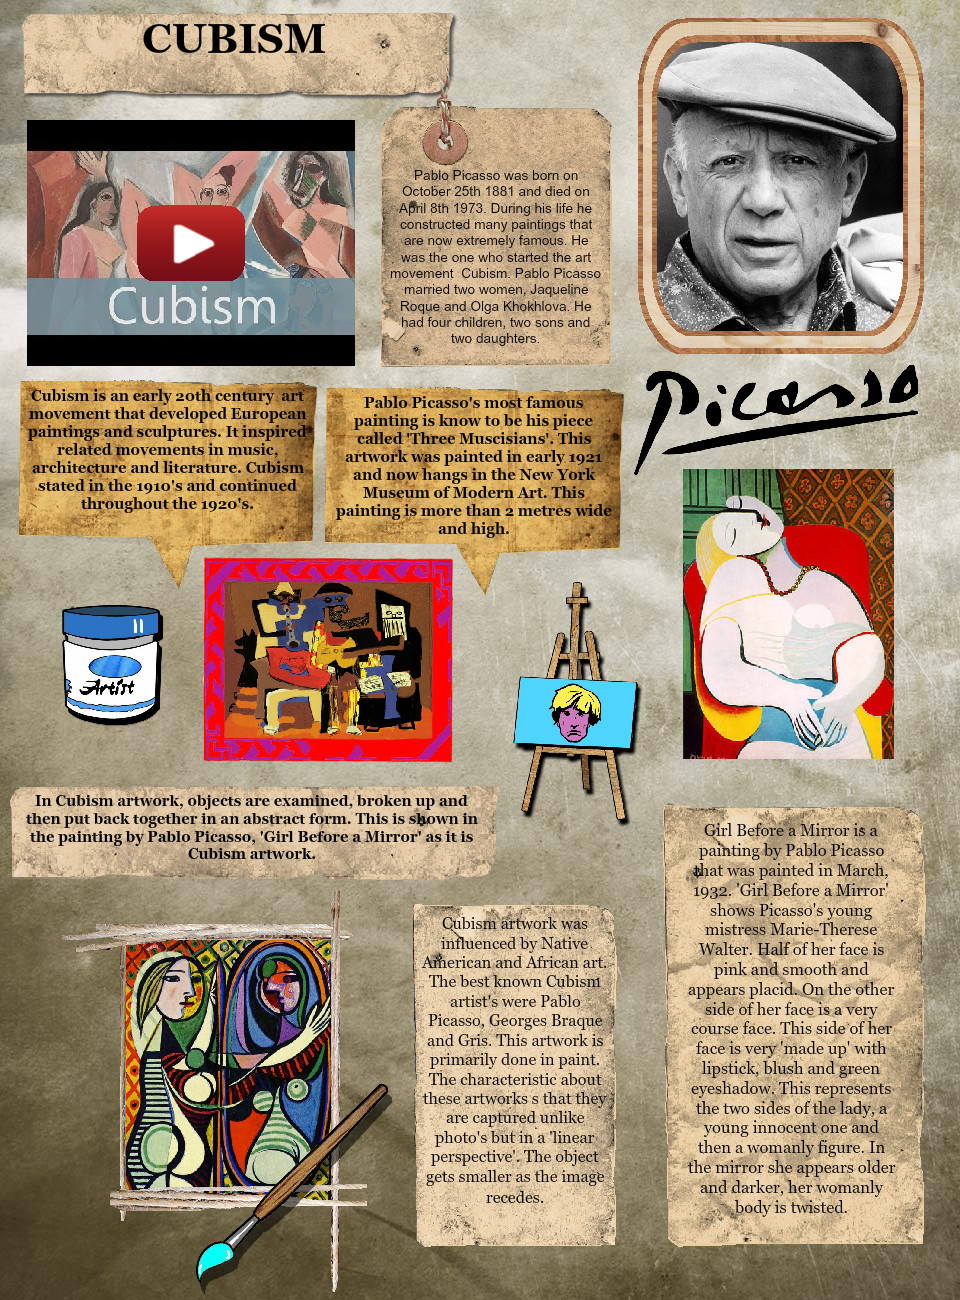 CUBISM
Cubism
Pablo Picasso was born on
October 25th 1881 and died on
April 8th 1973. During his life he
constructed many paintings that
are now extremely famous. He
was the one who started the art
movement  Cubism. Pablo Picasso
married two women, Jaqueline
Roque and Olga Khokhlova. He
had four children, two sons and
two daughters.
Picasso
Cubism is an early 20th century  art
movement that developed European
paintings and sculptures. It inspired
related movements in music,
architecture and literature. Cubism
stated in the 1910's and continued
throughout the 1920's.
Pablo Picasso's most famous
painting is know to be his piece
called 'Three Muscisians'. This
artwork was painted in early 1921
and now hangs in the New York
Museum of Modern Art. This
painting is more than 2 metres wide
and high.
Artist
In Cubism artwork, objects are examined, broken up and
then put back together in an abstract form. This is shown in
the painting by Pablo Picasso, 'Girl Before a Mirror' as it is
Cubism artwork.
Cubism artwork was
influenced by Native
American and African art.
The best known Cubism
artist's were Pablo
Picasso, Georges Braque
and Gris. This artwork is
primarily done in paint.
The characteristic about
these artworks s that they
are captured unlike
photo's but in a 'linear
perspective'. The object
gets smaller as the image
recedes.
Girl Before a Mirror is a
painting by Pablo Picasso
that was painted in March,
1932. 'Girl Before a Mirror'
shows Picasso's young
mistress Marie-Therese
Walter. Half of her face is
pink and smooth and
appears placid. On the other
side of her face is a very
course face. This side of her
face is very 'made up' with
lipstick, blush and green
eyeshadow. This represents
the two sides of the lady, a
young innocent one and
then a womanly figure. In
the mirror she appears older
and darker, her womanly
body is twisted.